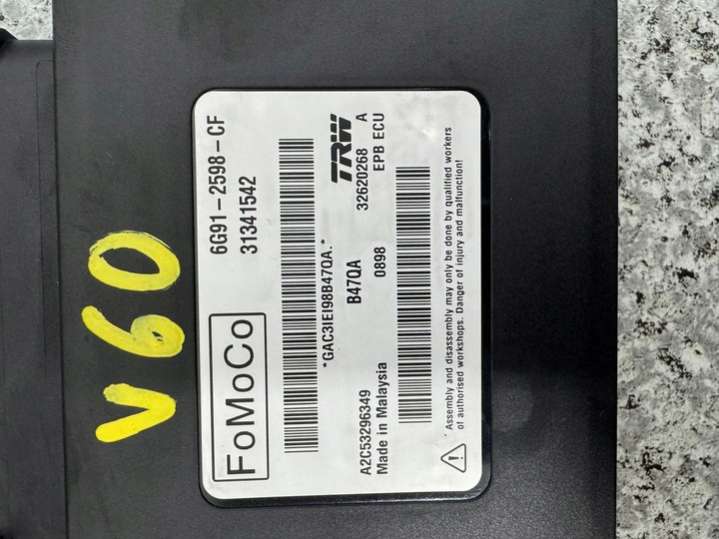 V60
FoMoCo
6G91-2598-CF
31341542
*GAC31EI98B47QA.*
B47QA
TRW
A2C53296349
Made in Malaysia
0898
32620268 A
EPB ECU
* Assembly and disassembly may only be done by qualified workers
of authorised workshops. Danger of injury and malfunction!